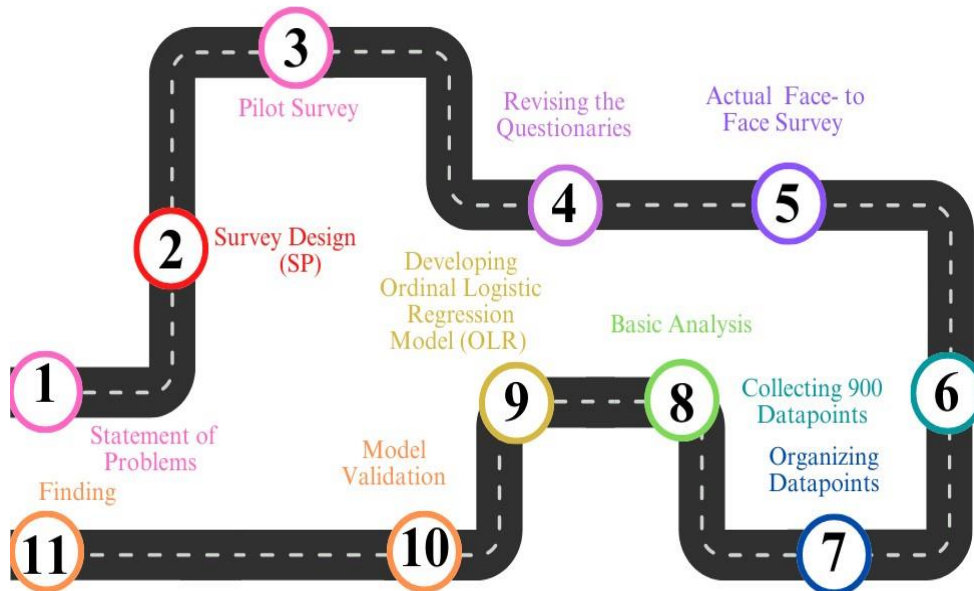 1
Statement of
Problems
2
Survey Design
(SP)
3
Pilot Survey
4
Revising the
Questionaries
5
Actual Face- to
Face Survey
6
Collecting 900
Datapoints
7
Organizing
Datapoints
8
Basic Analysis
9
Developing
Ordinal Logistic
Regression
Model (OLR)
10
Model
Validation
11
Finding